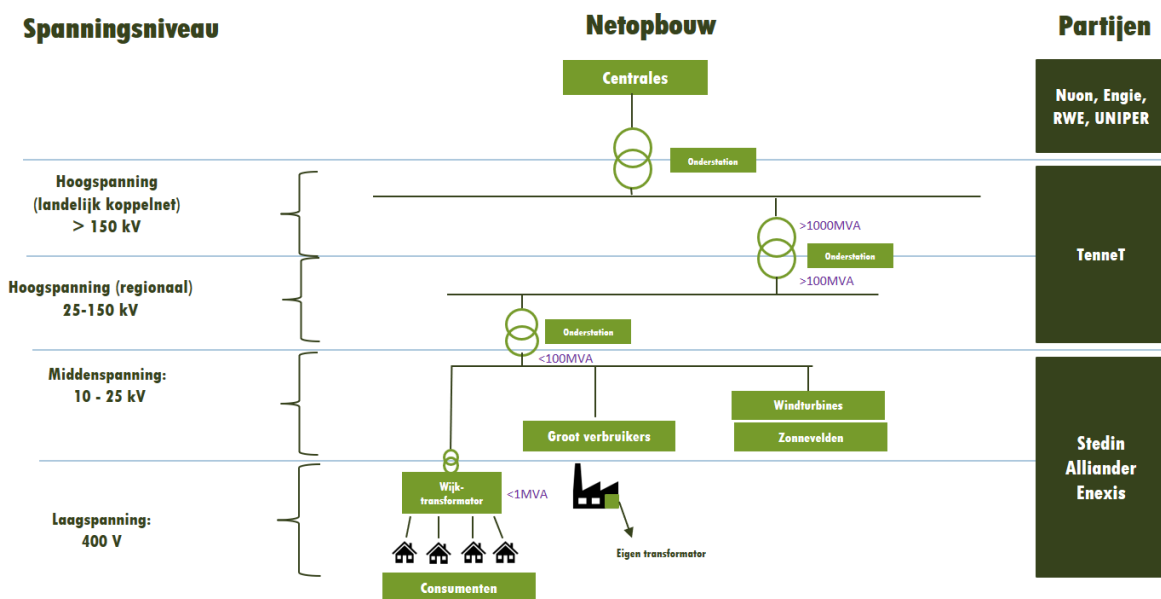 Spanningsniveau
Netopbouw
Partijen
Centrales
Nuon, Engie,
RWE, UNIPER
Onderstation
Hoogspanning
(landelijk koppelnet)
> 150 kV
>1000MVA
Onderstation
TenneT
>100MVA
Hoogspanning (regionaal)
25-150 kV
Onderstation
<100MVA
Middenspanning:
10 - 25 kV
Windturbines
Groot verbruikers
Zonnevelden
Stedin
Alliander
Enexis
Wijk-
transformator
<1MVA
Laagspanning:
400 V
Eigen transformator
Consumenten